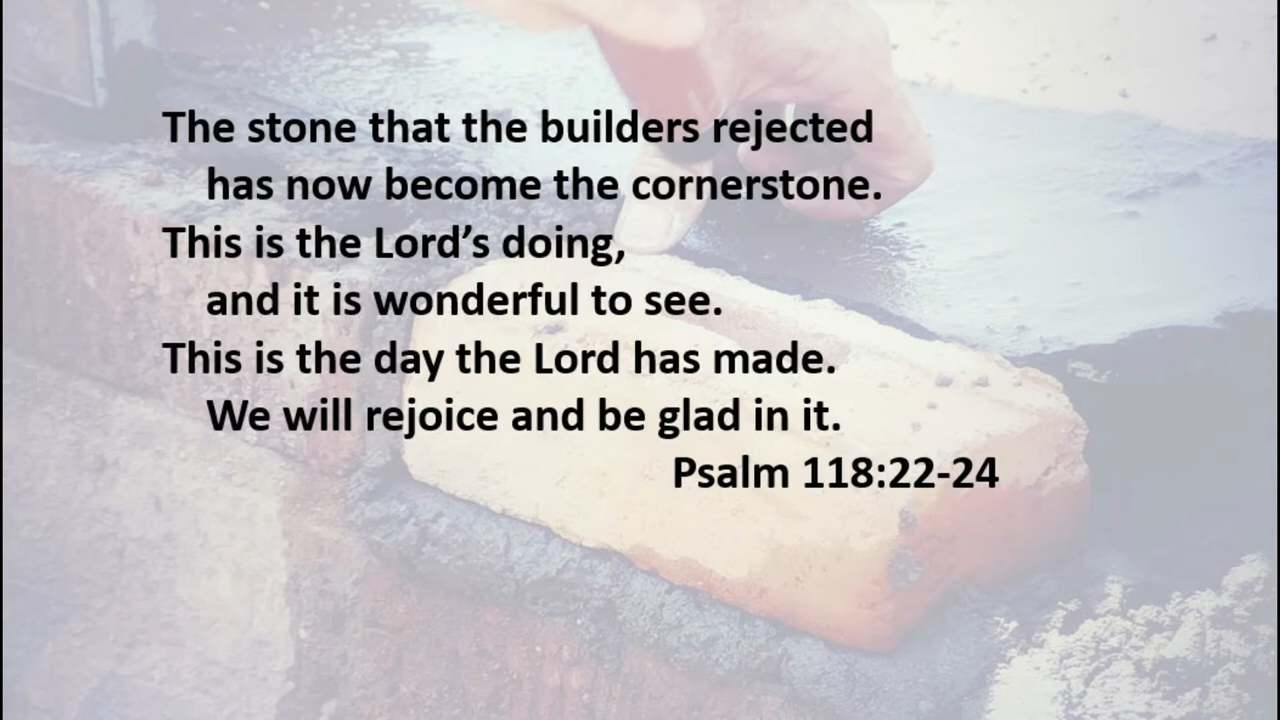 The stone that the builders rejected
has now become the cornerstone.
This is the Lord’s doing,
and it is wonderful to see.
This is the day the Lord has made.
We will rejoice and be glad in it.
Psalm 118:22-24